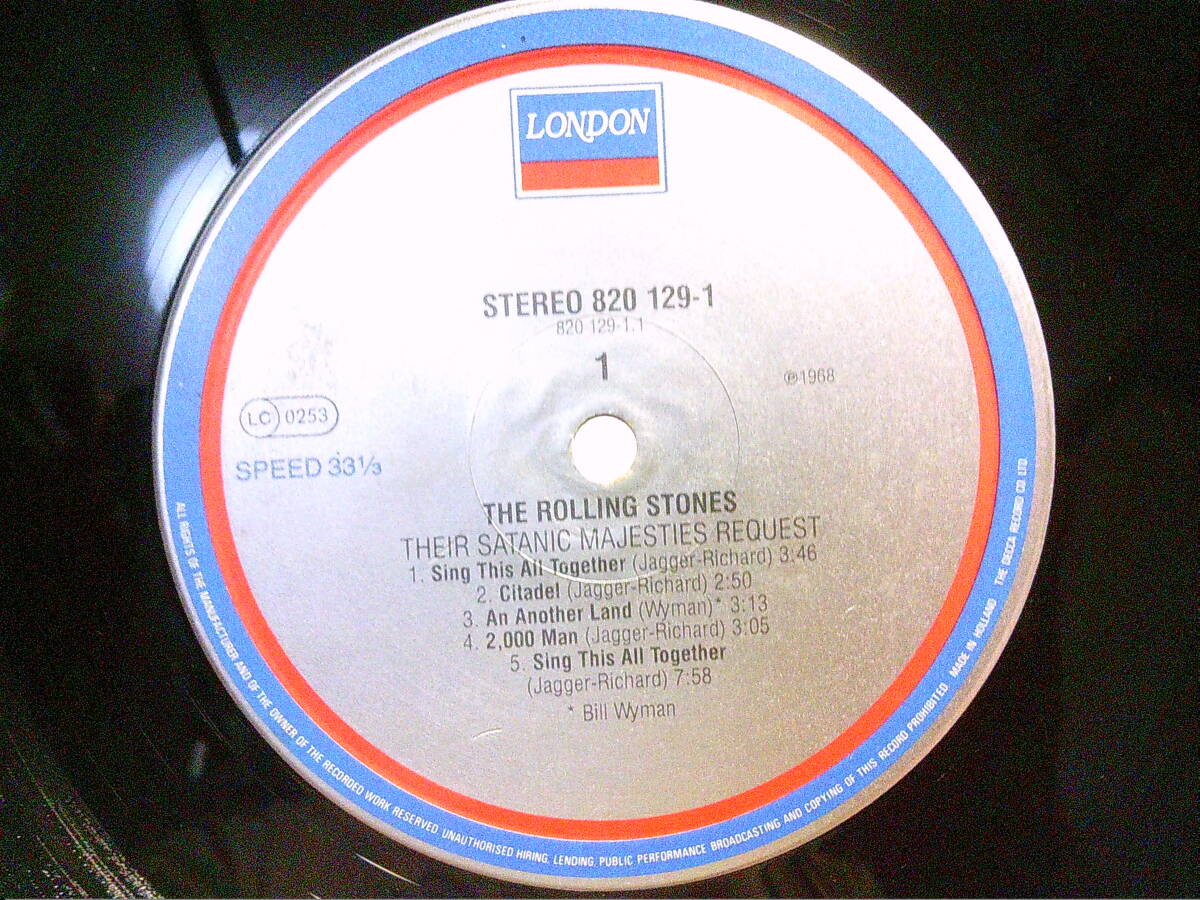 LONDON
STEREO 820 129-1
820 129-1.1
1
℗1968
LC 0253
SPEED 33⅓
THE ROLLING STONES
THEIR SATANIC MAJESTIES REQUEST
1. Sing This All Together (Jagger-Richard) 3:46
2. Citadel (Jagger-Richard) 2:50
3. An Another Land (Wyman)* 3:13
4. 2,000 Man (Jagger-Richard) 3:05
5. Sing This All Together
(Jagger-Richard) 7:58
* Bill Wyman
ALL RIGHTS OF THE MANUFACTURER AND OF THE OWNER OF THE RECORDED WORK RESERVED UNAUTHORISED HIRING, LENDING, PUBLIC PERFORMANCE BROADCASTING AND COPYING OF THIS RECORD PROHIBITED MADE IN HOLLAND THE DECCA RECORD CO LTD